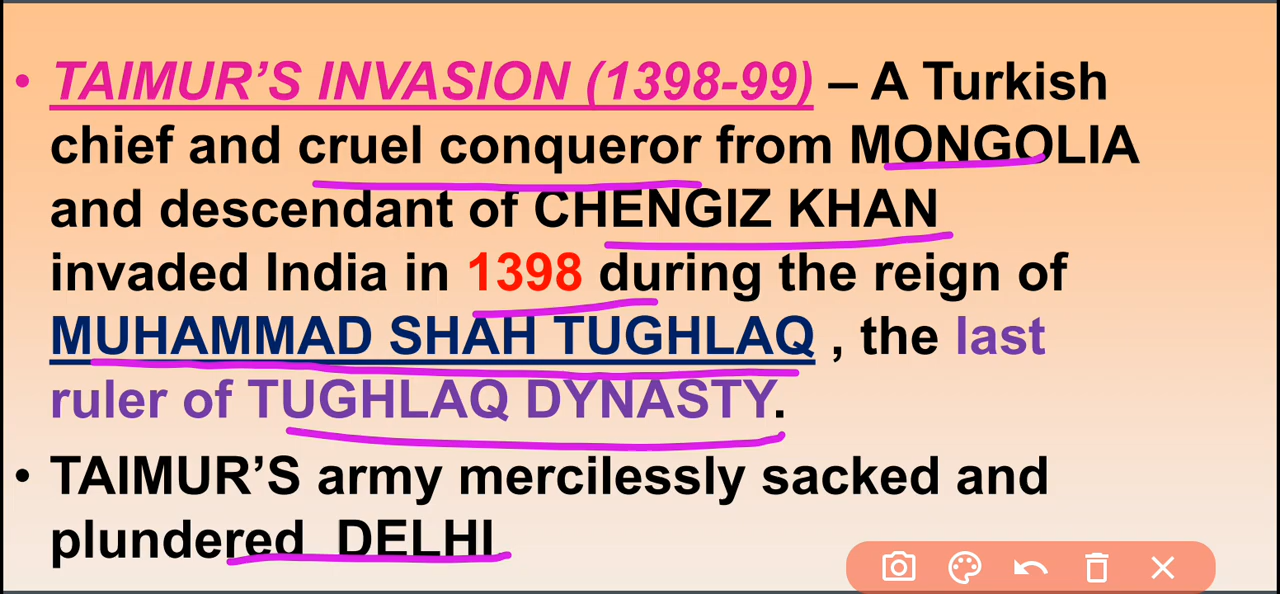 • TAIMUR’S INVASION (1398-99) – A Turkish
chief and cruel conqueror from MONGOLIA
and descendant of CHENGIZ KHAN
invaded India in 1398 during the reign of
MUHAMMAD SHAH TUGHLAQ , the last
ruler of TUGHLAQ DYNASTY.
• TAIMUR’S army mercilessly sacked and
plundered DELHI